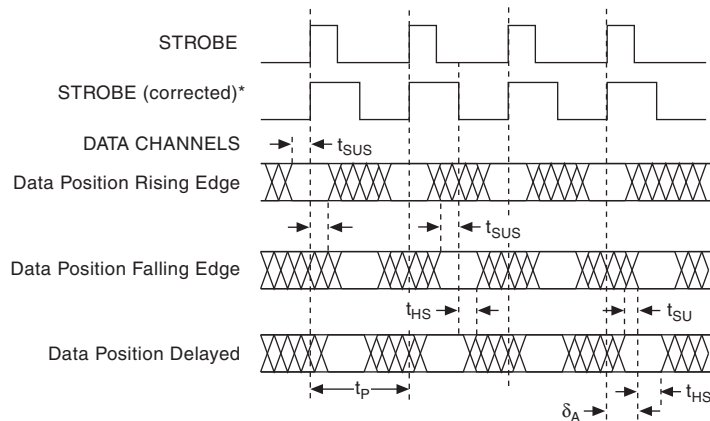 STROBE
STROBE (corrected)*
DATA CHANNELS
tSUS
Data Position Rising Edge
tSUS
Data Position Falling Edge
tHS
tSU
Data Position Delayed
tP
tHS
δA